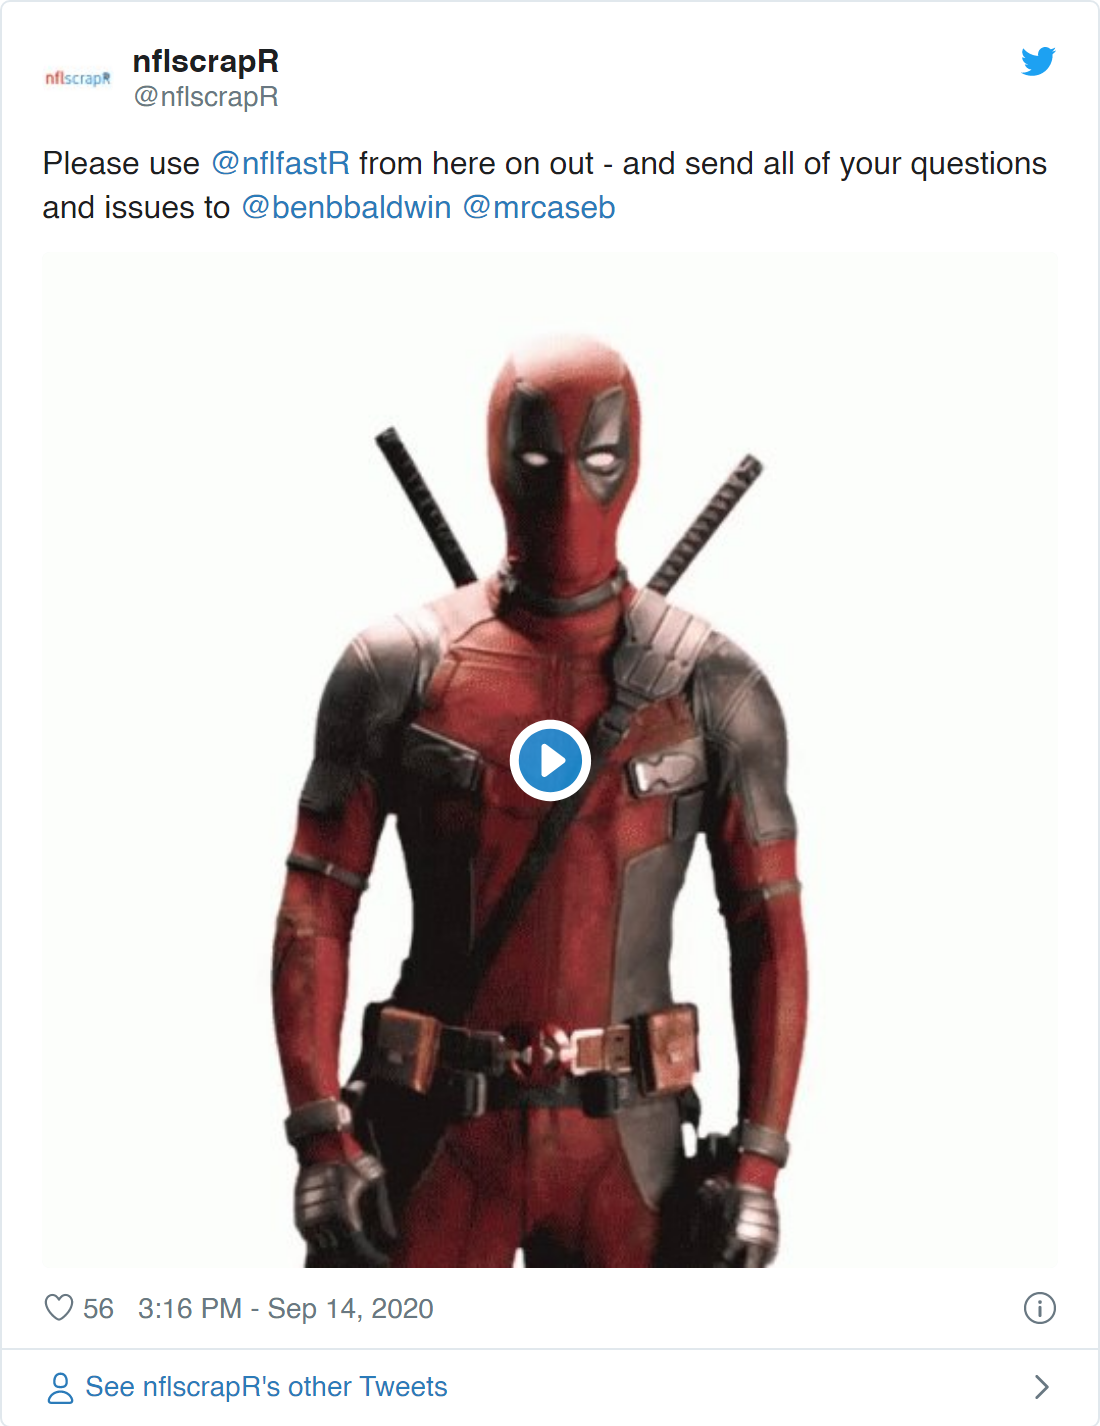 nflscrapR
nflscrapR
@nflscrapR
Please use @nflfastR from here on out - and send all of your questions
and issues to @benbbaldwin @mrcaseb
56 3:16 PM - Sep 14, 2020
See nflscrapR's other Tweets